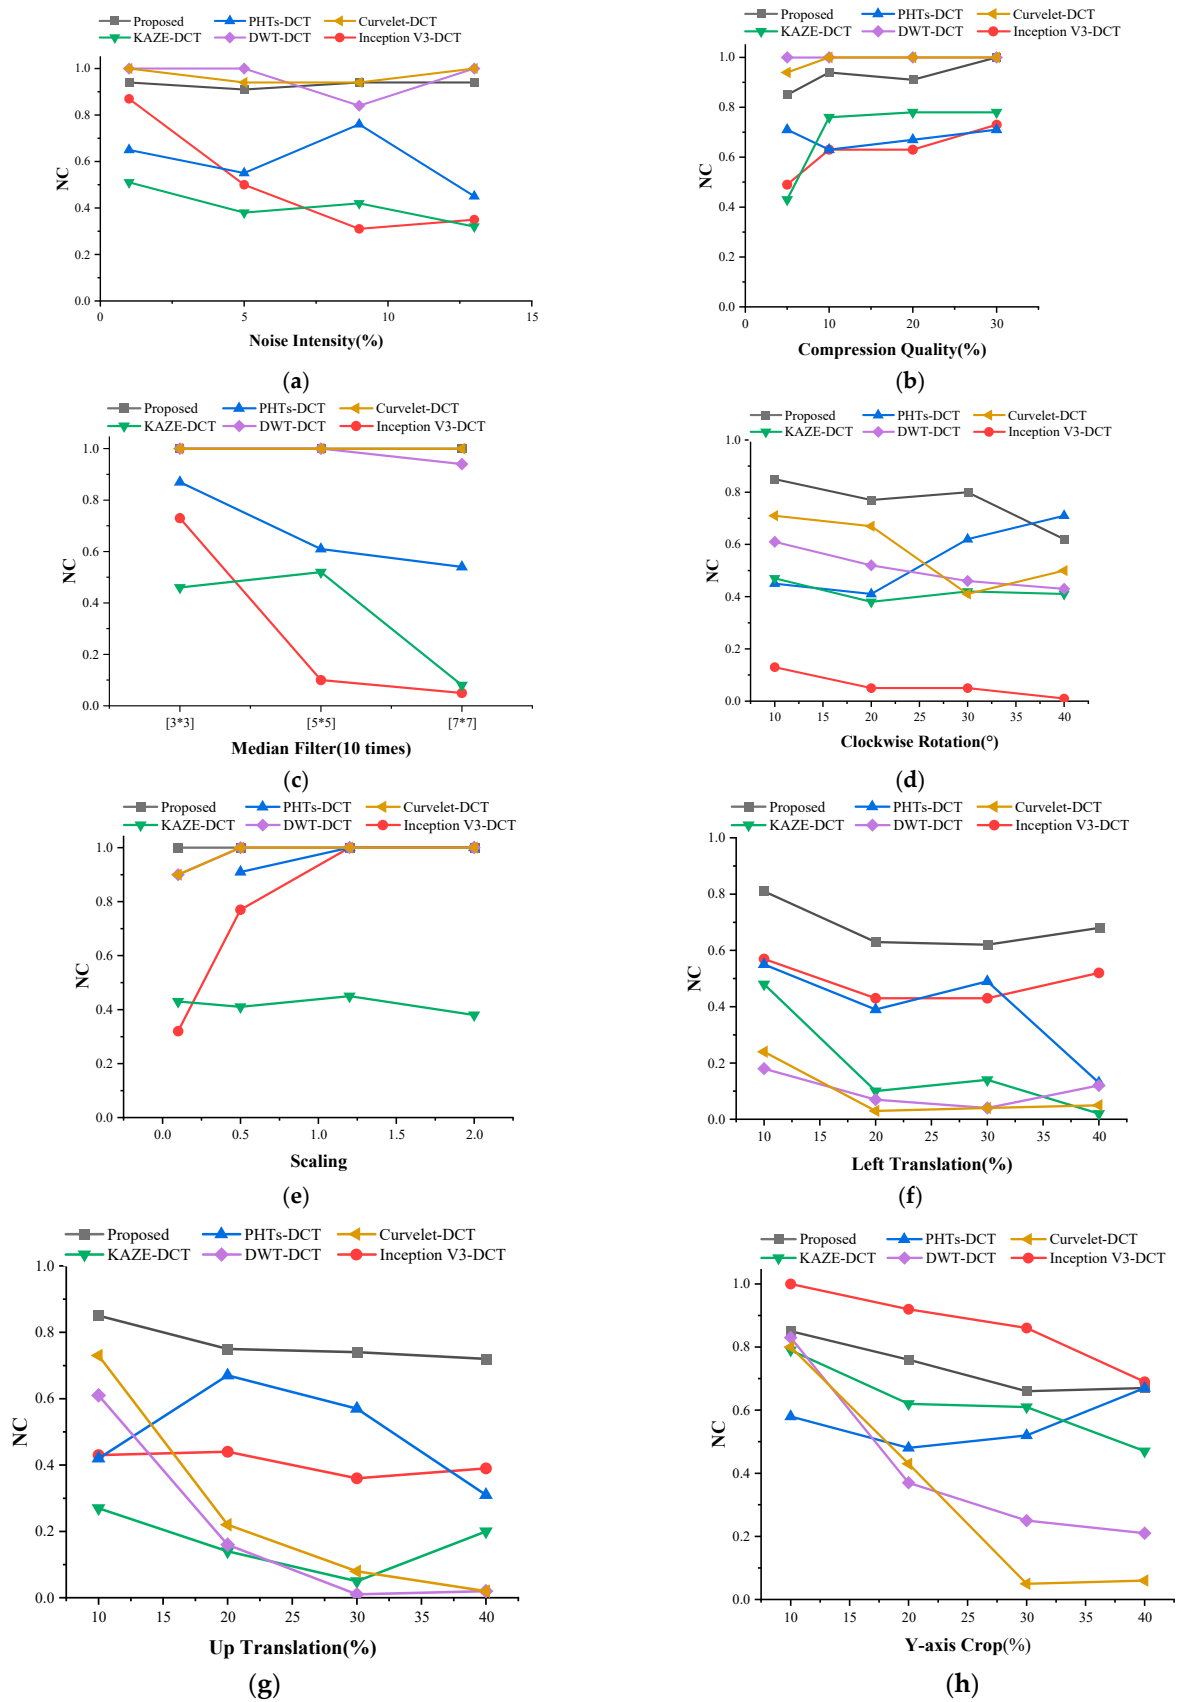 Proposed PHTs-DCT Curvelet-DCT
KAZE-DCT DWT-DCT Inception V3-DCT
1.0
0.8
0.6
0.4
0.2
0.0
NC
0 5 10 15
Noise Intensity(%)
(a)
Proposed PHTs-DCT Curvelet-DCT
KAZE-DCT DWT-DCT Inception V3-DCT
1.0
0.8
0.6
0.4
0.2
0.0
NC
0 10 20 30
Compression Quality(%)
(b)
Proposed PHTs-DCT Curvelet-DCT
KAZE-DCT DWT-DCT Inception V3-DCT
1.0
0.8
0.6
0.4
0.2
0.0
NC
[3*3] [5*5] [7*7]
Median Filter(10 times)
(c)
Proposed PHTs-DCT Curvelet-DCT
KAZE-DCT DWT-DCT Inception V3-DCT
1.0
0.8
0.6
0.4
0.2
0.0
NC
10 15 20 25 30 35 40
Clockwise Rotation(°)
(d)
Proposed PHTs-DCT Curvelet-DCT
KAZE-DCT DWT-DCT Inception V3-DCT
1.0
0.8
0.6
0.4
0.2
0.0
NC
0.0 0.5 1.0 1.5 2.0
Scaling
(e)
Proposed PHTs-DCT Curvelet-DCT
KAZE-DCT DWT-DCT Inception V3-DCT
1.0
0.8
0.6
0.4
0.2
0.0
NC
10 15 20 25 30 35 40
Left Translation(%)
(f)
Proposed PHTs-DCT Curvelet-DCT
KAZE-DCT DWT-DCT Inception V3-DCT
1.0
0.8
0.6
0.4
0.2
0.0
NC
10 15 20 25 30 35 40
Up Translation(%)
(g)
Proposed PHTs-DCT Curvelet-DCT
KAZE-DCT DWT-DCT Inception V3-DCT
1.0
0.8
0.6
0.4
0.2
0.0
NC
10 15 20 25 30 35 40
Y-axis Crop(%)
(h)